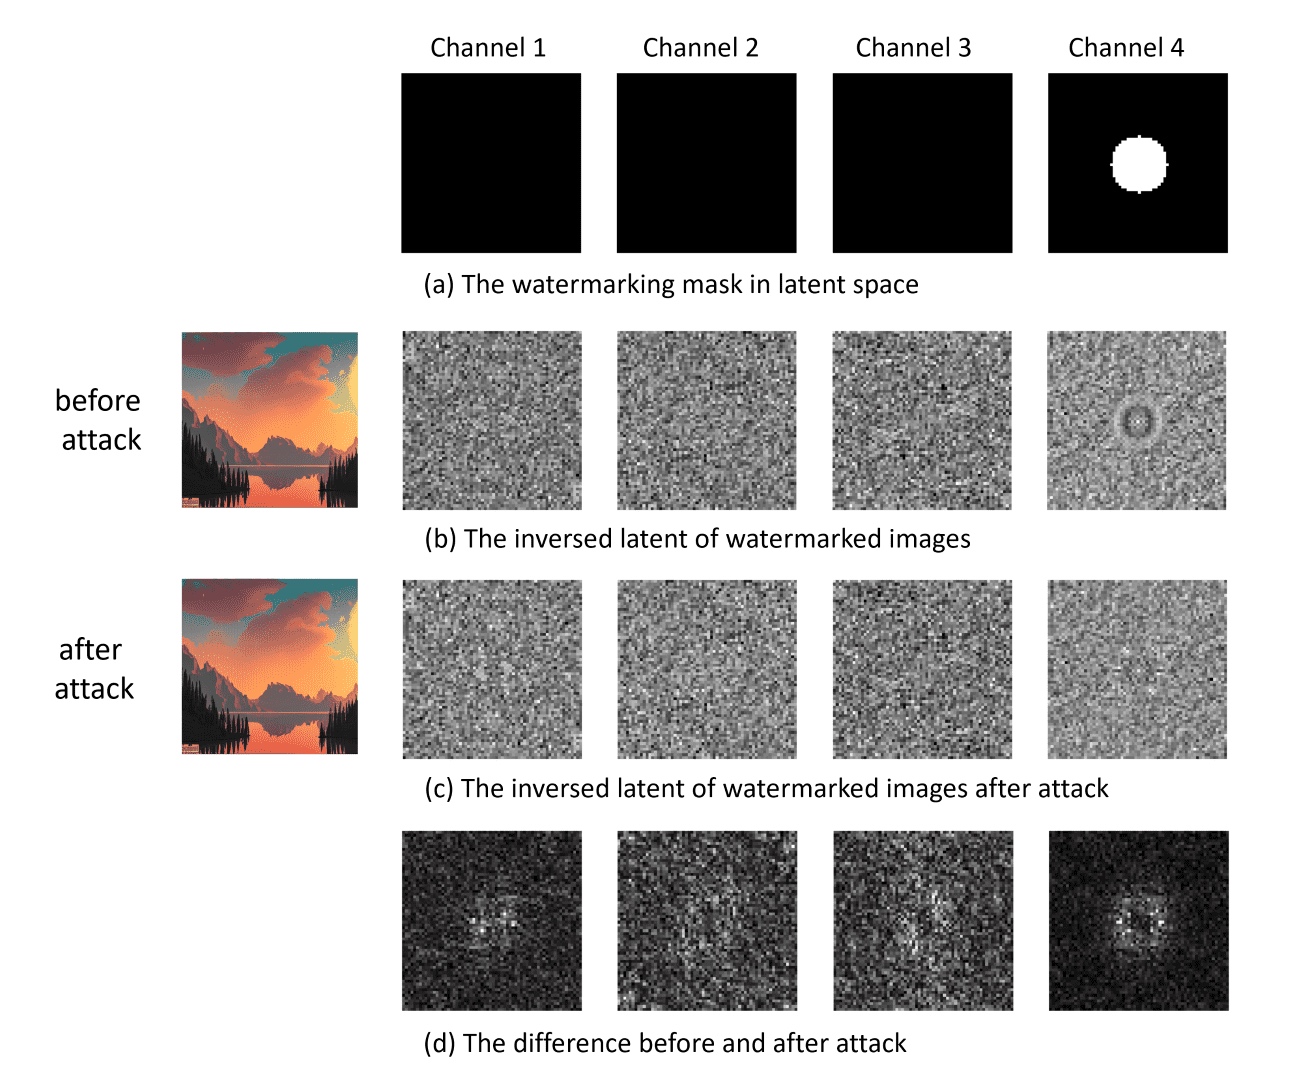 Channel 1 Channel 2 Channel 3 Channel 4
(a) The watermarking mask in latent space
before
attack
(b) The inversed latent of watermarked images
after
attack
(c) The inversed latent of watermarked images after attack
(d) The difference before and after attack